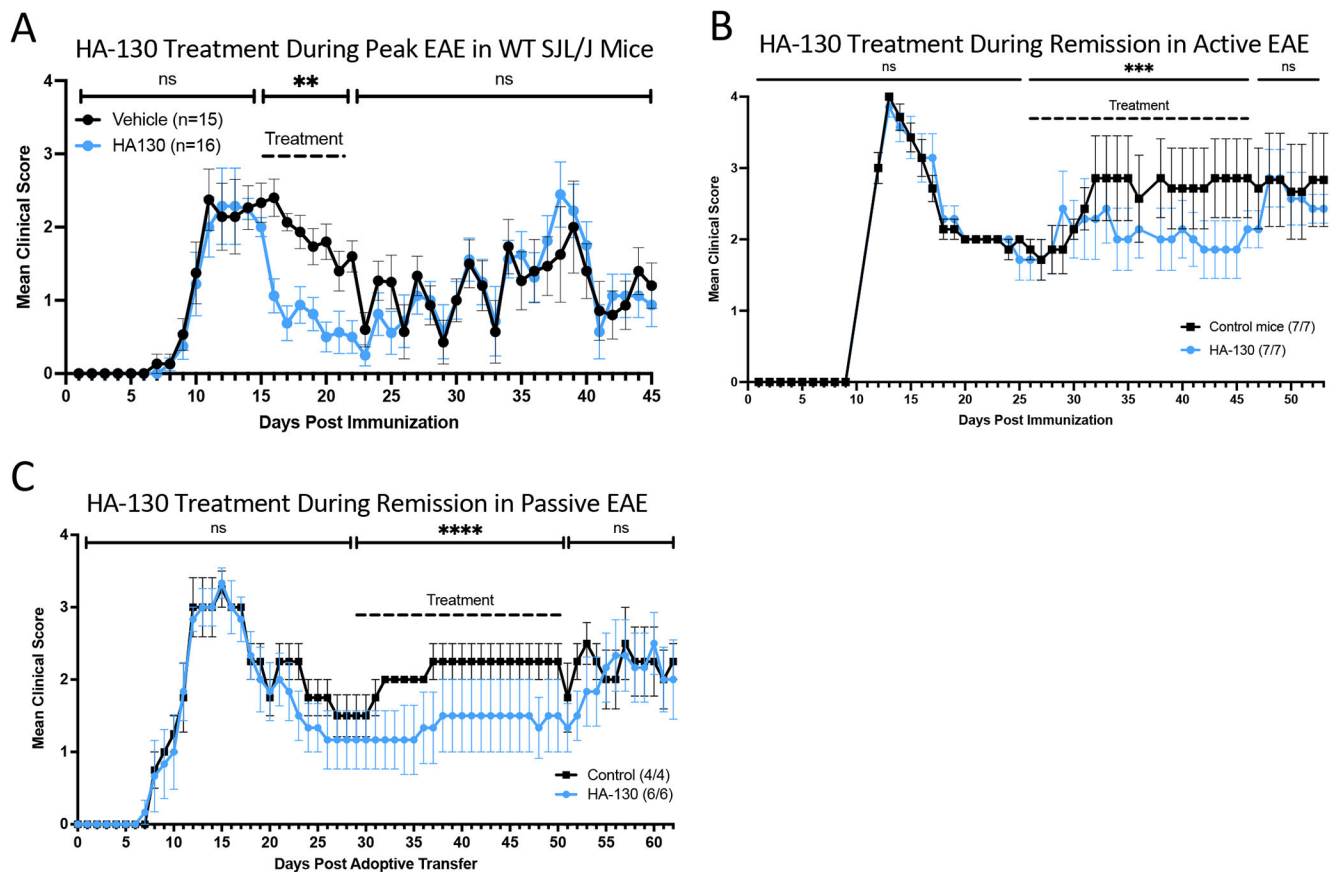 A
HA-130 Treatment During Peak EAE in WT SJL/J Mice
ns
**
ns
Vehicle (n=15)
HA130 (n=16)
Treatment
Mean Clinical Score
4
3
2
1
0
0 5 10 15 20 25 30 35 40 45
Days Post Immunization
B
HA-130 Treatment During Remission in Active EAE
ns
***
ns
Treatment
Mean Clinical Score
4
3
2
1
0
Control mice (7/7)
HA-130 (7/7)
0 5 10 15 20 25 30 35 40 45 50
Days Post Immunization
C
HA-130 Treatment During Remission in Passive EAE
ns
****
ns
Treatment
Mean Clinical Score
4
3
2
1
0
Control (4/4)
HA-130 (6/6)
0 5 10 15 20 25 30 35 40 45 50 55 60
Days Post Adoptive Transfer